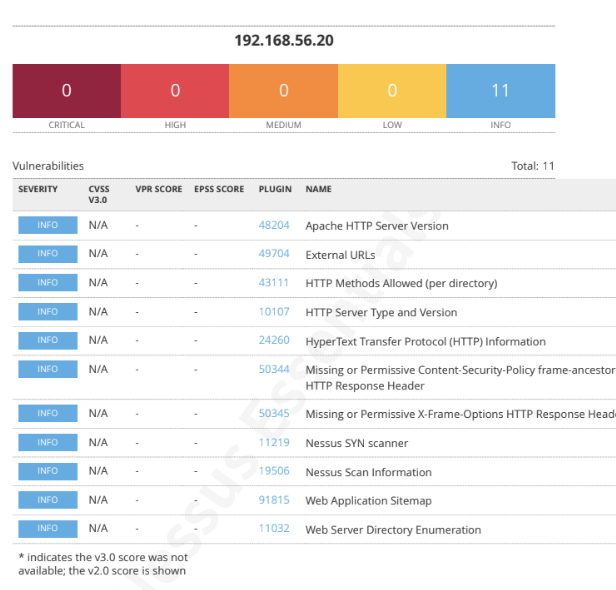 192.168.56.20
0 0 0 0 11
CRITICAL HIGH MEDIUM LOW INFO
Vulnerabilities Total: 11
SEVERITY CVSS V3.0 VPR SCORE EPSS SCORE PLUGIN NAME
INFO N/A - - 48204 Apache HTTP Server Version
INFO N/A - - 49704 External URLs
INFO N/A - - 43111 HTTP Methods Allowed (per directory)
INFO N/A - - 10107 HTTP Server Type and Version
INFO N/A - - 24260 HyperText Transfer Protocol (HTTP) Information
INFO N/A - - 50344 Missing or Permissive Content-Security-Policy frame-ancestor
HTTP Response Header
INFO N/A - - 50345 Missing or Permissive X-Frame-Options HTTP Response Head
INFO N/A - - 11219 Nessus SYN scanner
INFO N/A - - 19506 Nessus Scan Information
INFO N/A - - 91815 Web Application Sitemap
INFO N/A - - 11032 Web Server Directory Enumeration
* indicates the v3.0 score was not
available; the v2.0 score is shown
Nessus Essentials